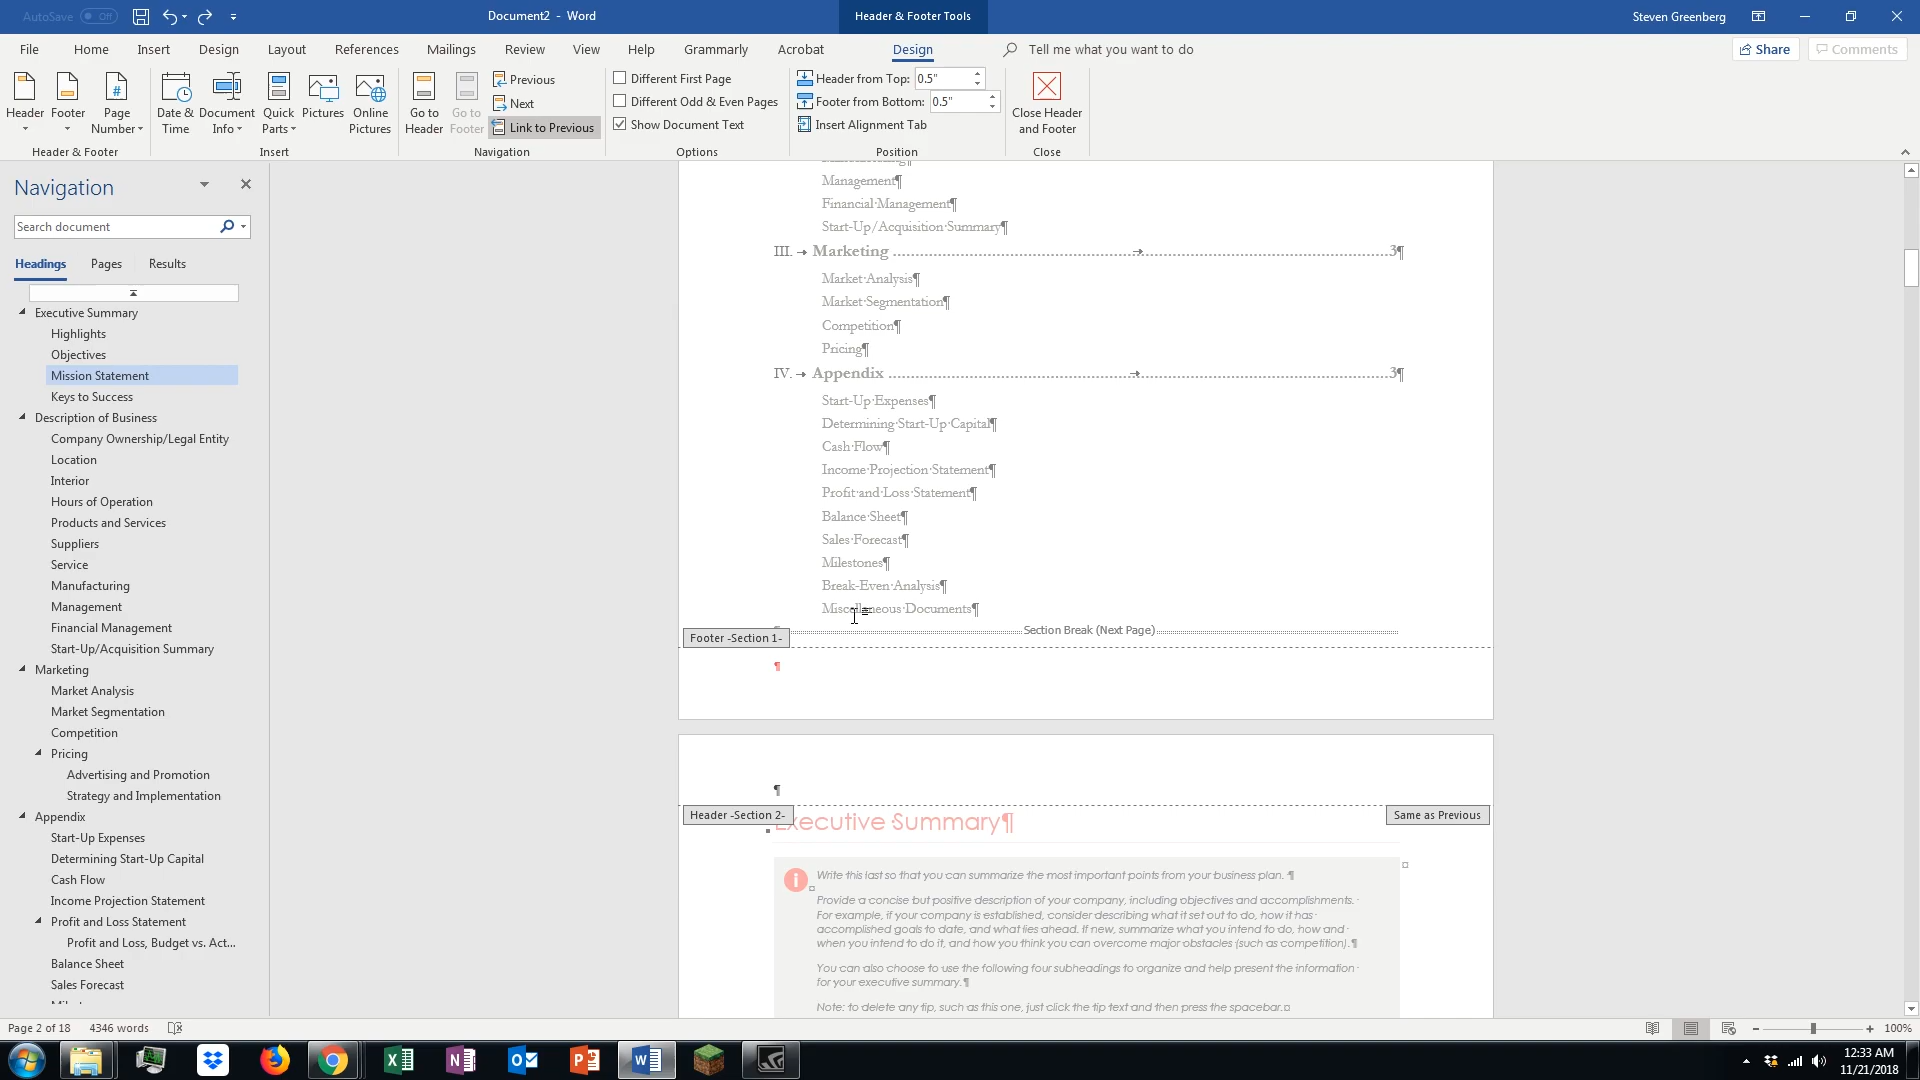 AutoSave Off
Document2 - Word
Header & Footer Tools
Steven Greenberg
File Home Insert Design Layout References Mailings Review View Help Grammarly Acrobat Design Tell me what you want to do
Share Comments
Header
Footer
Page Number
Header & Footer
Date & Time
Document Info
Quick Parts
Pictures
Online Pictures
Insert
Go to Header
Go to Footer
Previous
Next
Link to Previous
Navigation
Different First Page
Different Odd & Even Pages
Show Document Text
Options
Header from Top: 0.5"
Footer from Bottom: 0.5"
Insert Alignment Tab
Position
Close Header and Footer
Close
Navigation
Search document
Headings Pages Results
Executive Summary
Highlights
Objectives
Mission Statement
Keys to Success
Description of Business
Company Ownership/Legal Entity
Location
Interior
Hours of Operation
Products and Services
Suppliers
Service
Manufacturing
Management
Financial Management
Start-Up/Acquisition Summary
Marketing
Market Analysis
Market Segmentation
Competition
Pricing
Advertising and Promotion
Strategy and Implementation
Appendix
Start-Up Expenses
Determining Start-Up Capital
Cash Flow
Income Projection Statement
Profit and Loss Statement
Profit and Loss, Budget vs. Act...
Balance Sheet
Sales Forecast
Management¶
Financial·Management¶
Start-Up/Acquisition·Summary¶
III. → Marketing ...→...3¶
Market·Analysis¶
Market·Segmentation¶
Competition¶
Pricing¶
IV. → Appendix ...→...3¶
Start-Up·Expenses¶
Determining·Start-Up·Capital¶
Cash·Flow¶
Income·Projection·Statement¶
Profit·and·Loss·Statement¶
Balance·Sheet¶
Sales·Forecast¶
Milestones¶
Break-Even·Analysis¶
Miscellaneous·Documents¶
Section Break (Next Page)
Footer -Section 1-
¶
¶
Header -Section 2-
Same as Previous
Executive·Summary¶
Write this last so that you can summarize the most important points from your business plan. ¶
Provide a concise but positive description of your company, including objectives and accomplishments. ·
For example, if your company is established, consider describing what it set out to do, how it has ·
accomplished goals to date, and what lies ahead. If new, summarize what you intend to do, how and ·
when you intend to do it, and how you think you can overcome major obstacles (such as competition).¶
You can also choose to use the following four subheadings to organize and help present the information ·
for your executive summary.¶
Note: to delete any tip, such as this one, just click the tip text and then press the spacebar.¤
Page 2 of 18 4346 words
100%
12:33 AM
11/21/2018